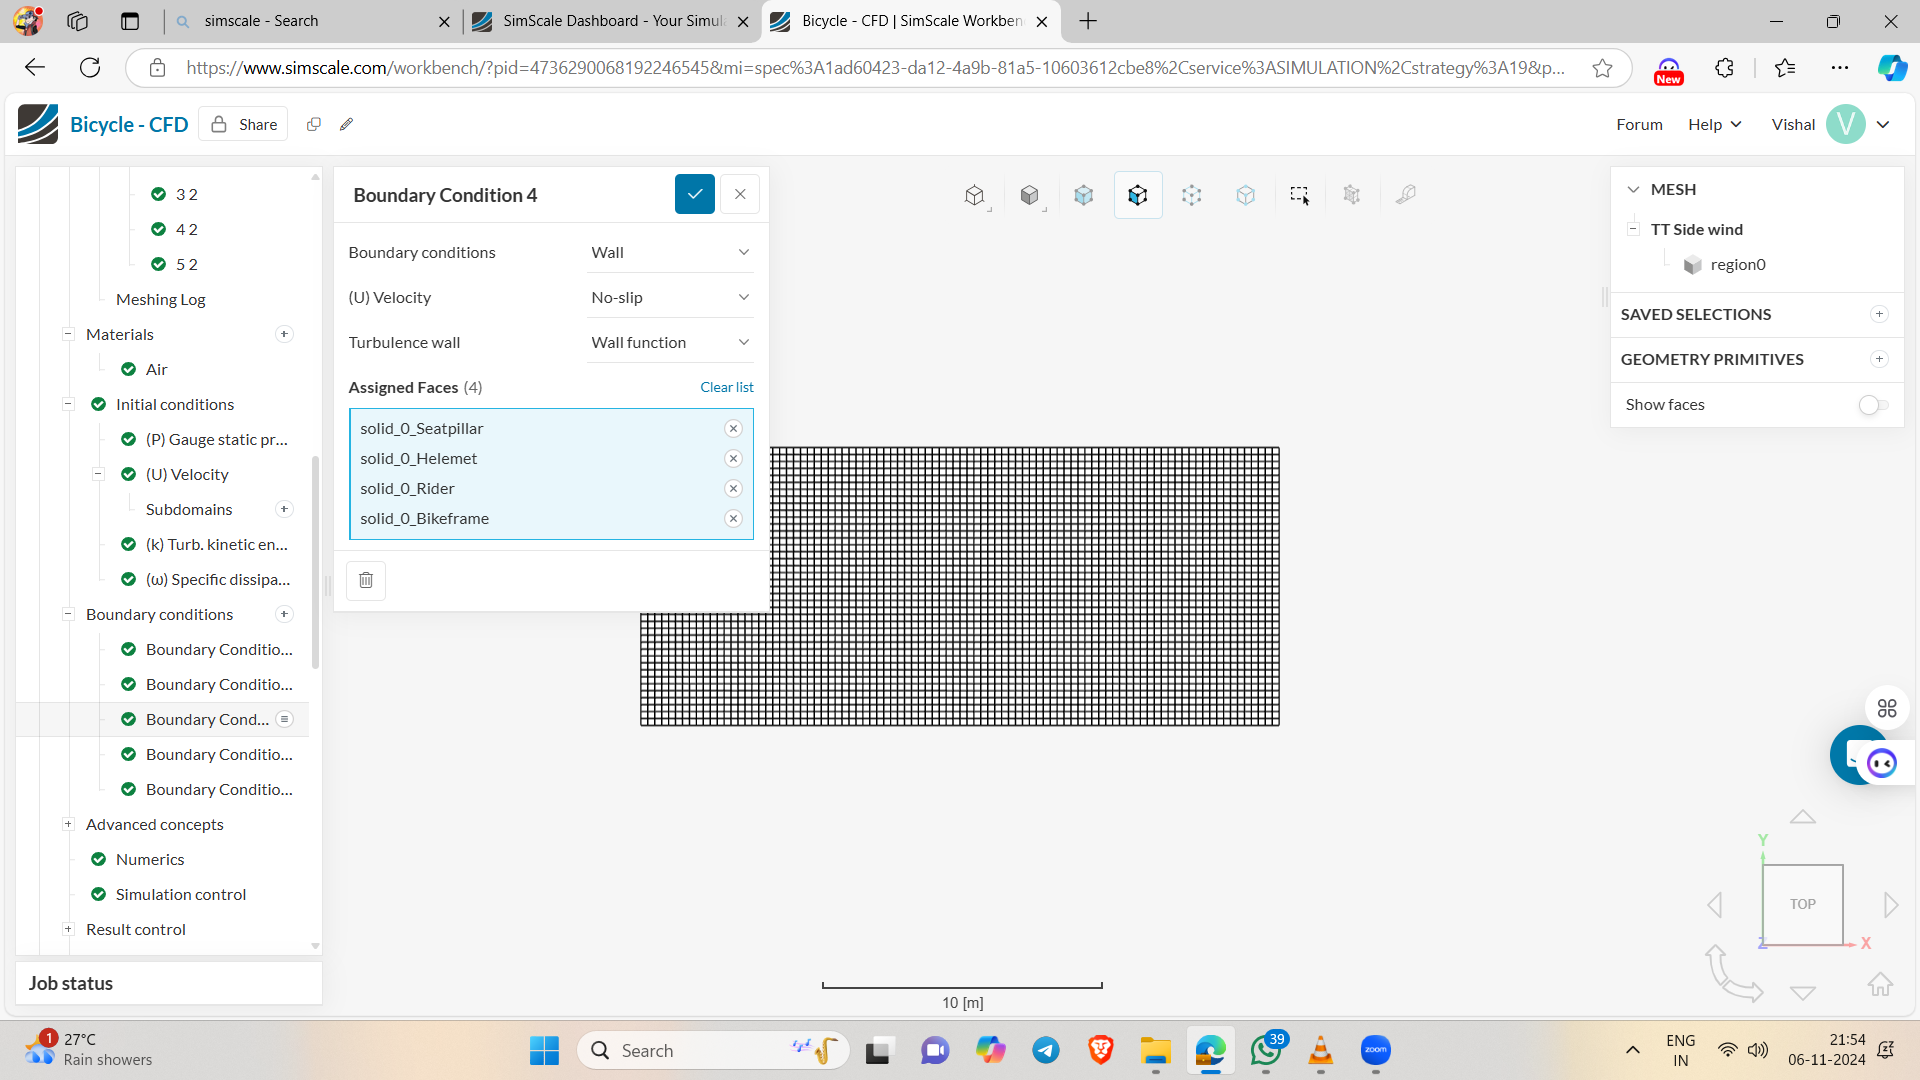 simscale - Search
SimScale Dashboard - Your Simul
Bicycle - CFD | SimScale Workben
https://www.simscale.com/workbench/?pid=4736290068192246545&mi=spec%3A1ad60423-da12-4a9b-81a5-10603612cbe8%2Cservice%3ASIMULATION%2Cstrategy%3A19&p...
New
Bicycle - CFD
Share
Forum
Help
Vishal
V
3 2
4 2
5 2
Meshing Log
Materials
Air
Initial conditions
(P) Gauge static pr...
(U) Velocity
Subdomains
(k) Turb. kinetic en...
(ω) Specific dissipa...
Boundary conditions
Boundary Conditio...
Boundary Conditio...
Boundary Cond...
Boundary Conditio...
Boundary Conditio...
Advanced concepts
Numerics
Simulation control
Result control
Job status
Boundary Condition 4
Boundary conditions Wall
(U) Velocity No-slip
Turbulence wall Wall function
Assigned Faces (4) Clear list
solid_0_Seatpillar
solid_0_Helemet
solid_0_Rider
solid_0_Bikeframe
MESH
TT Side wind
region0
SAVED SELECTIONS
GEOMETRY PRIMITIVES
Show faces
10 [m]
Y
TOP
Z
X
1
27°C
Rain showers
Search
39
zoom
ENG
IN
21:54
06-11-2024